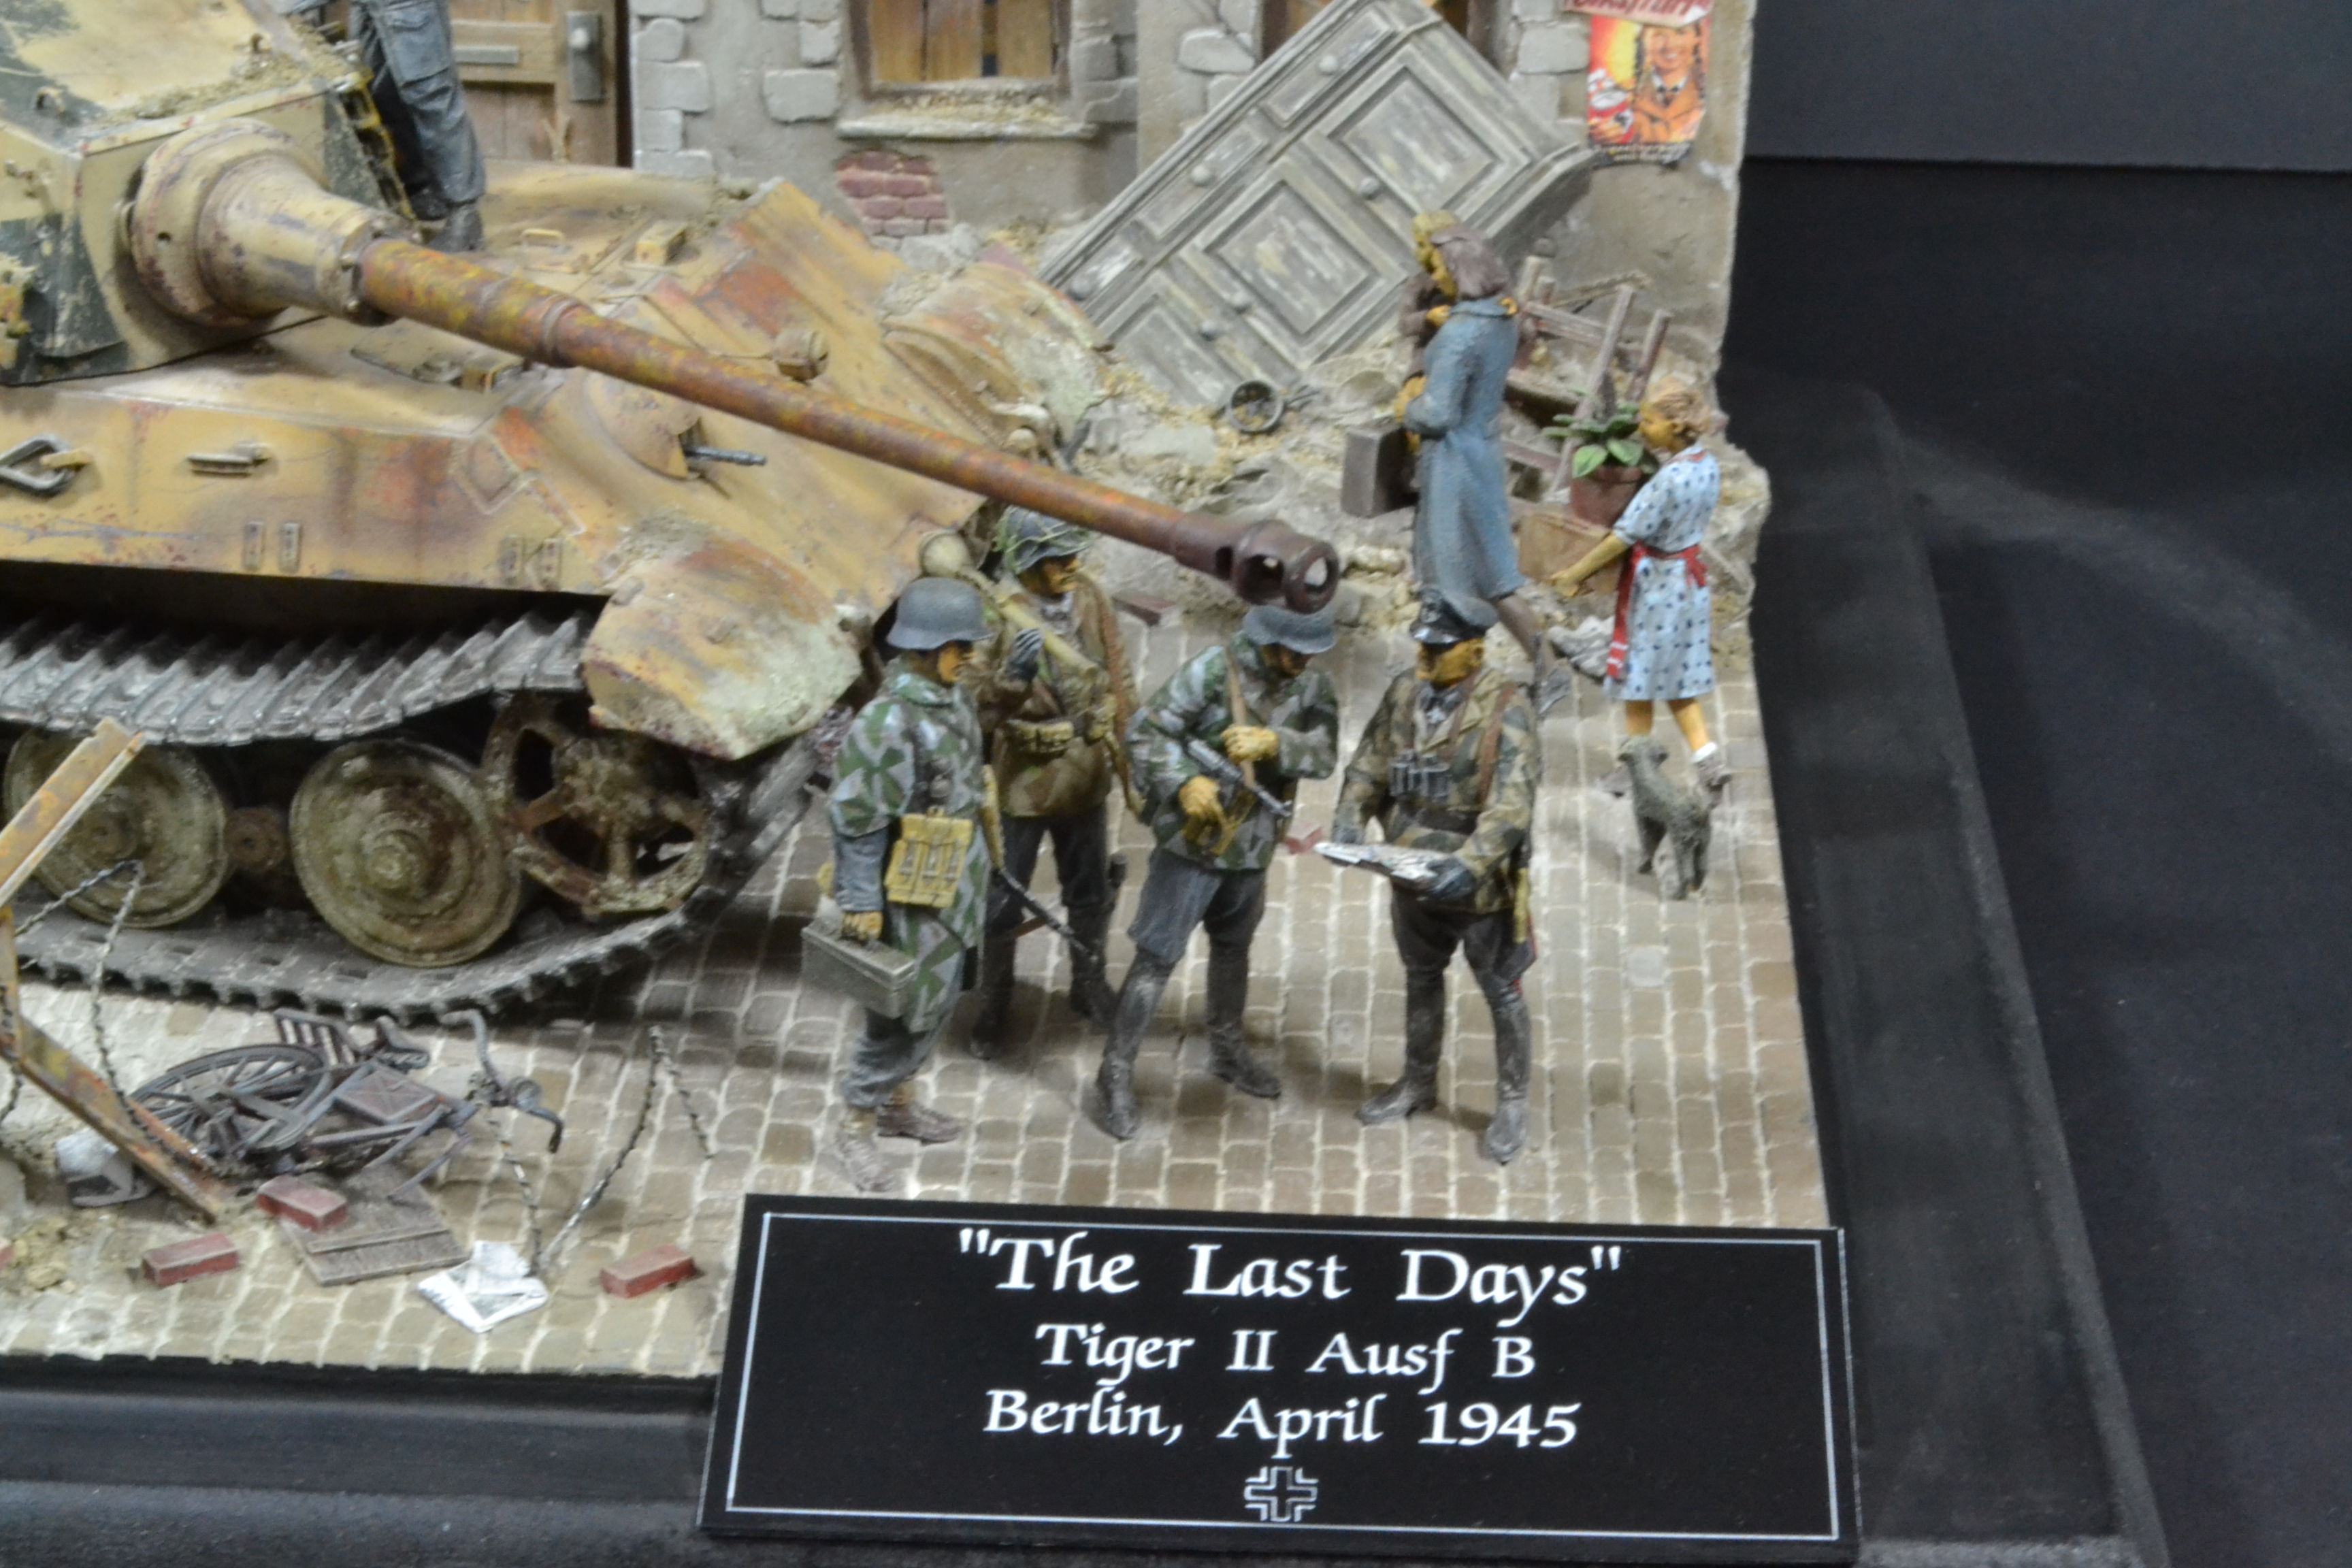 "The Last Days"
Tiger II Ausf B
Berlin, April 1945